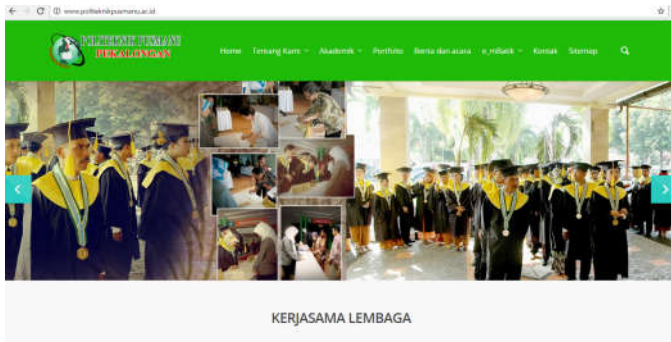 www.politeknikpusmanu.ac.id
POLITEKNIK PUSMANU
PEKALONGAN
Home Tentang Kami Akademik Portfolio Berita dan acara Kontak Sitemap
KERJASAMA LEMBAGA